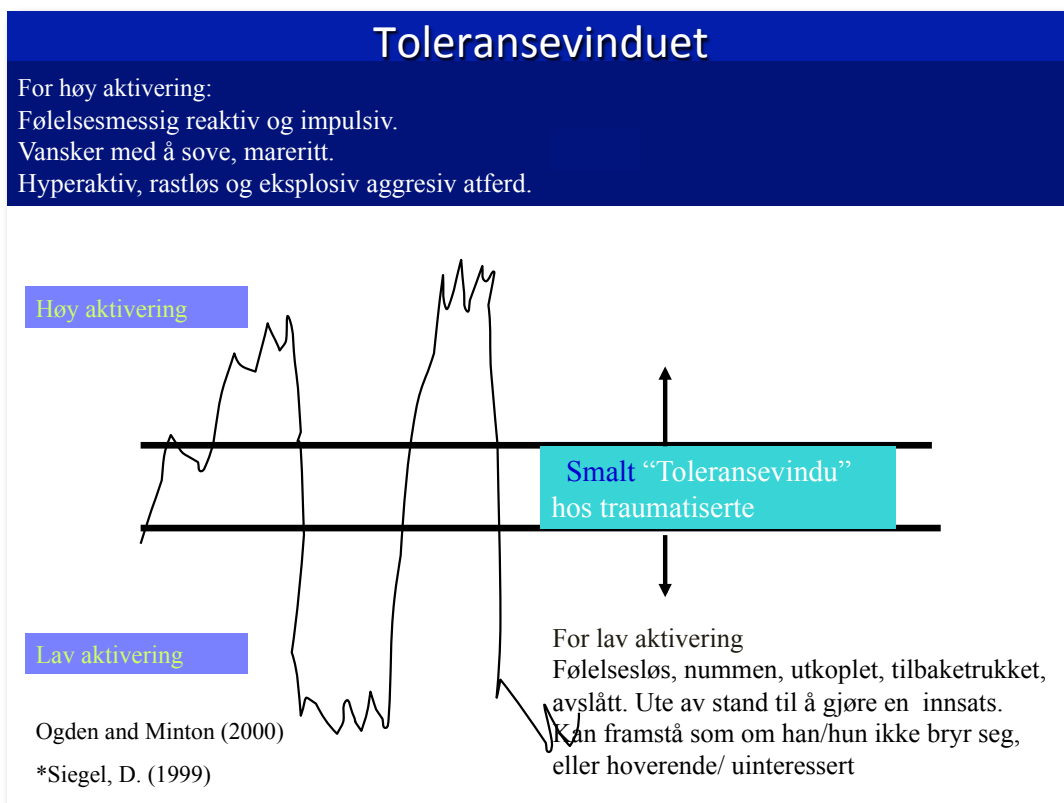 Toleransevinduet
For høy aktivering:
Følelsesmessig reaktiv og impulsiv.
Vansker med å sove, mareritt.
Hyperaktiv, rastløs og eksplosiv aggresiv atferd.
Høy aktivering
Smalt “Toleransevindu”
hos traumatiserte
Lav aktivering
For lav aktivering
Følelsesløs, nummen, utkoplet, tilbaketrukket,
avslått. Ute av stand til å gjøre en innsats.
Kan framstå som om han/hun ikke bryr seg,
eller hoverende/ uinteressert
Ogden and Minton (2000)
*Siegel, D. (1999)